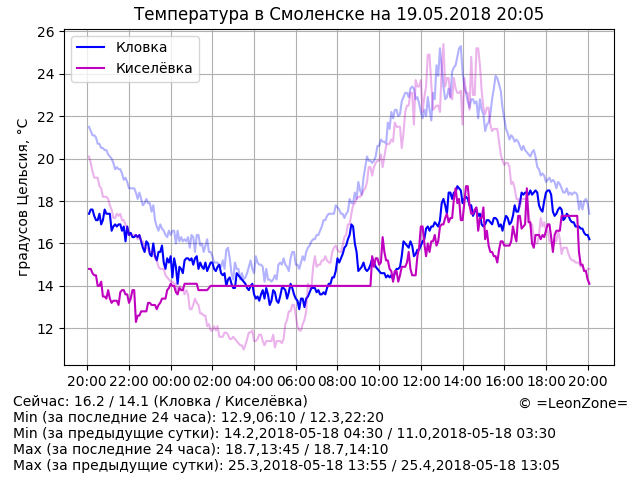 Температура в Смоленске на 19.05.2018 20:05
26
24
22
20
18
16
14
12
градусов Цельсия, °C
Кловка
Киселёвка
20:00 22:00 00:00 02:00 04:00 06:00 08:00 10:00 12:00 14:00 16:00 18:00 20:00
Сейчас: 16.2 / 14.1 (Кловка / Киселёвка)
© =LeonZone=
Min (за последние 24 часа): 12.9,06:10 / 12.3,22:20
Min (за предыдущие сутки): 14.2,2018-05-18 04:30 / 11.0,2018-05-18 03:30
Max (за последние 24 часа): 18.7,13:45 / 18.7,14:10
Max (за предыдущие сутки): 25.3,2018-05-18 13:55 / 25.4,2018-05-18 13:05